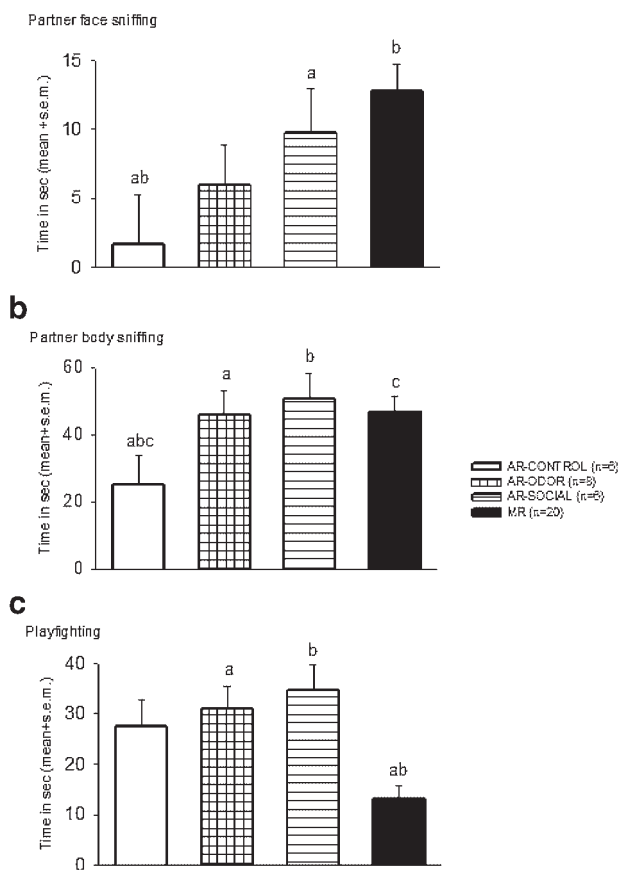 Partner face sniffing
Time in sec (mean +s.e.m.)
15
10
5
0
ab
a
b
b
Partner body sniffing
Time in sec (mean+s.e.m.)
60
40
20
0
abc
a
b
c
AR-CONTROL (n=6)
AR-ODOR (n=8)
AR-SOCIAL (n=6)
MR (n=20)
c
Playfighting
Time in sec (mean+s.e.m.)
40
30
20
10
0
a
b
ab